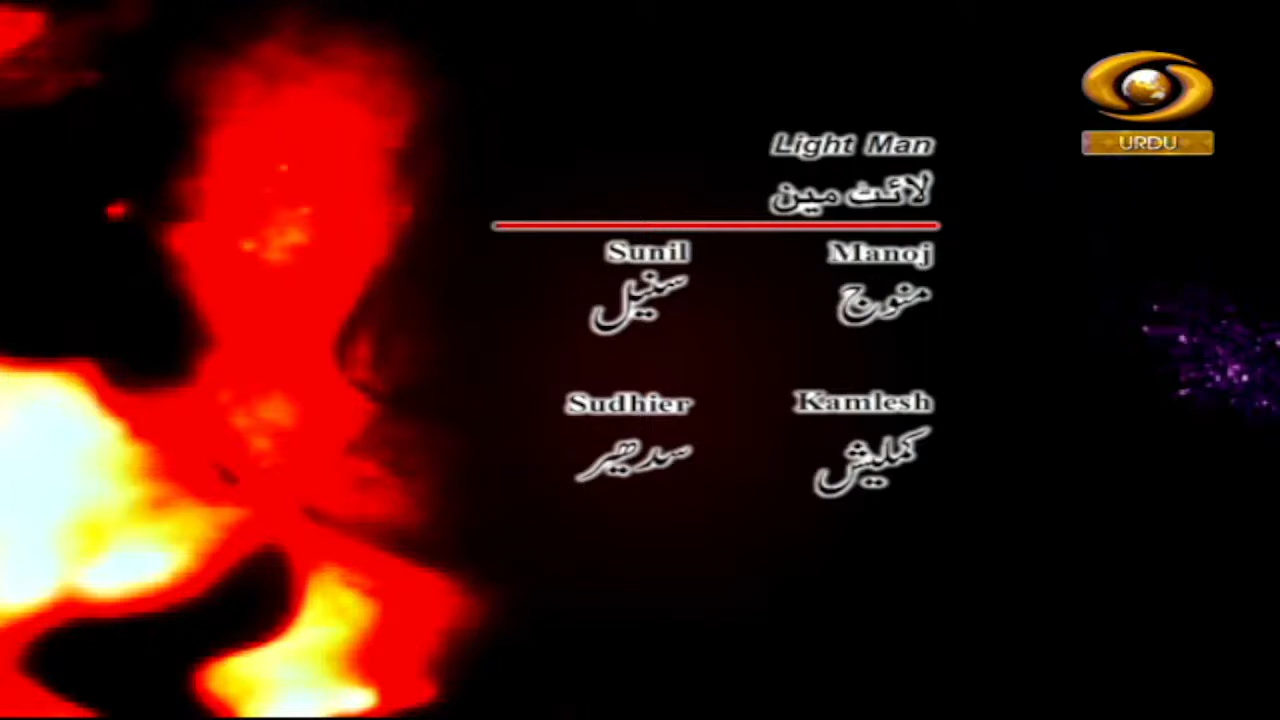 URDU
Light Man
لائٹ مین
Sunil Manoj
سنیل منوج
Sudhier Kamlesh
سدھیر کملیش